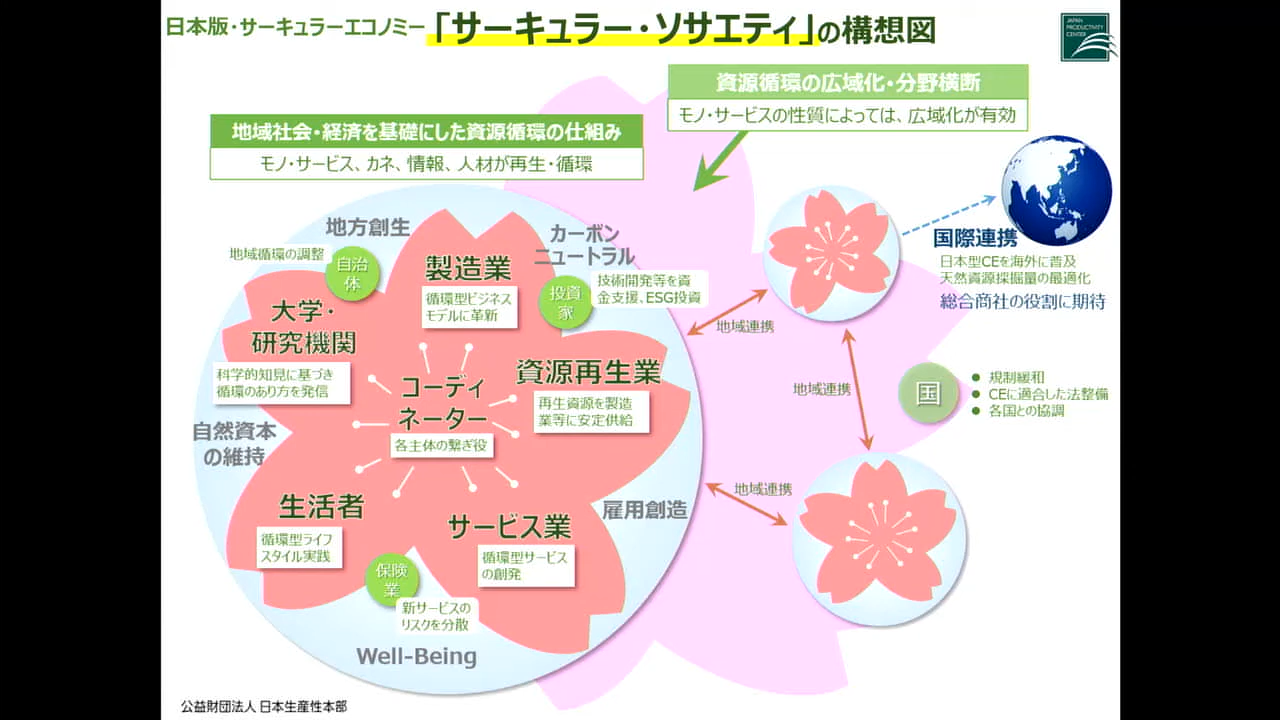 日本版・サーキュラーエコノミー「サーキュラー・ソサエティ」の構想図
JAPAN
PRODUCTIVITY
CENTER
資源循環の広域化・分野横断
モノ・サービスの性質によっては、広域化が有効
地域社会・経済を基礎にした資源循環の仕組み
モノ・サービス、カネ、情報、人材が再生・循環
地方創生
地域循環の調整
自治
体
製造業
循環型ビジネス
モデルに革新
カーボン
ニュートラル
投資
家
技術開発等を資
金支援、ESG投資
大学・
研究機関
科学的知見に基づき
循環のあり方を発信
コーディ
ネーター
各主体の繋ぎ役
資源再生業
再生資源を製造
業等に安定供給
自然資本
の維持
生活者
循環型ライフ
スタイル実践
サービス業
循環型サービス
の創発
雇用創造
保険
業
新サービスの
リスクを分散
Well-Being
地域連携
地域連携
地域連携
国際連携
日本型CEを海外に普及
天然資源採掘量の最適化
総合商社の役割に期待
国
● 規制緩和
● CEに適合した法整備
● 各国との協調
公益財団法人 日本生産性本部